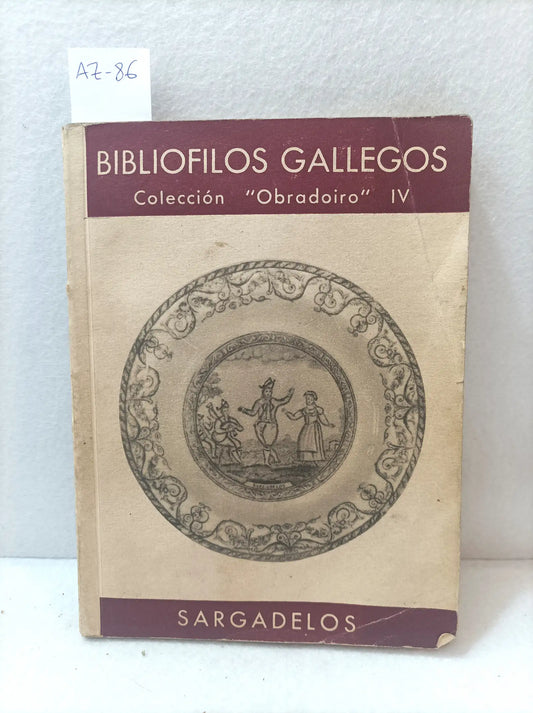 AZ-86
BIBLIOFILOS GALLEGOS
Colección "Obradoiro" IV
SARGADELOS